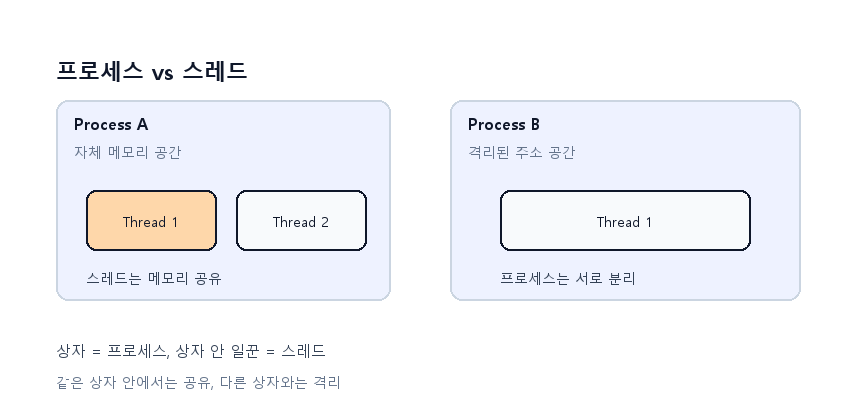 프로세스 vs 스레드
Process A
자체 메모리 공간
Thread 1
Thread 2
스레드는 메모리 공유
Process B
격리된 주소 공간
Thread 1
프로세스는 서로 분리
상자 = 프로세스, 상자 안 일꾼 = 스레드
같은 상자 안에서는 공유, 다른 상자와는 격리